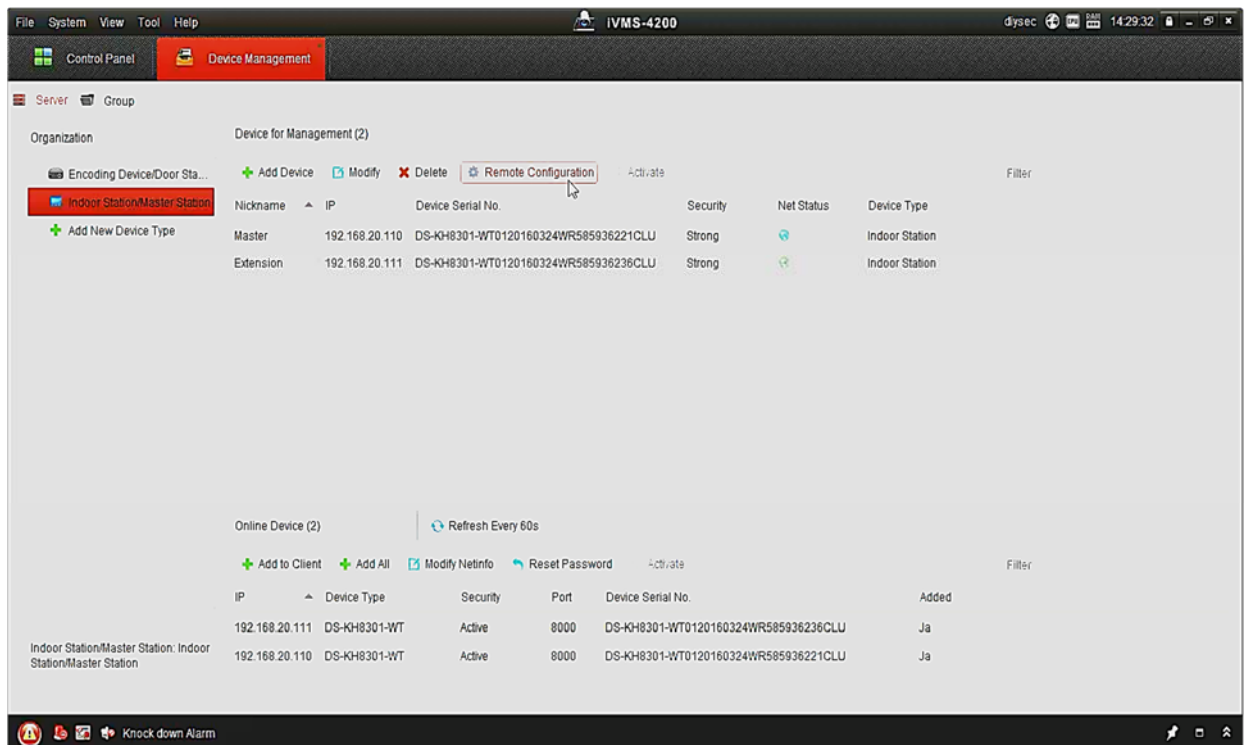 File System View Tool Help iVMS-4200 diysec 14:29:32
Control Panel Device Management
Server Group
Organization
Encoding Device/Door Sta...
Indoor Station/Master Station
Add New Device Type
Device for Management (2)
Add Device Modify Delete Remote Configuration Activate Filter
Nickname IP Device Serial No. Security Net Status Device Type
Master 192.168.20.110 DS-KH8301-WT0120160324WR585936221CLU Strong Indoor Station
Extension 192.168.20.111 DS-KH8301-WT0120160324WR585936236CLU Strong Indoor Station
Online Device (2) Refresh Every 60s
Add to Client Add All Modify Netinfo Reset Password Activate Filter
IP Device Type Security Port Device Serial No. Added
192.168.20.111 DS-KH8301-WT Active 8000 DS-KH8301-WT0120160324WR585936236CLU Ja
192.168.20.110 DS-KH8301-WT Active 8000 DS-KH8301-WT0120160324WR585936221CLU Ja
Indoor Station/Master Station: Indoor
Station/Master Station
Knock down Alarm